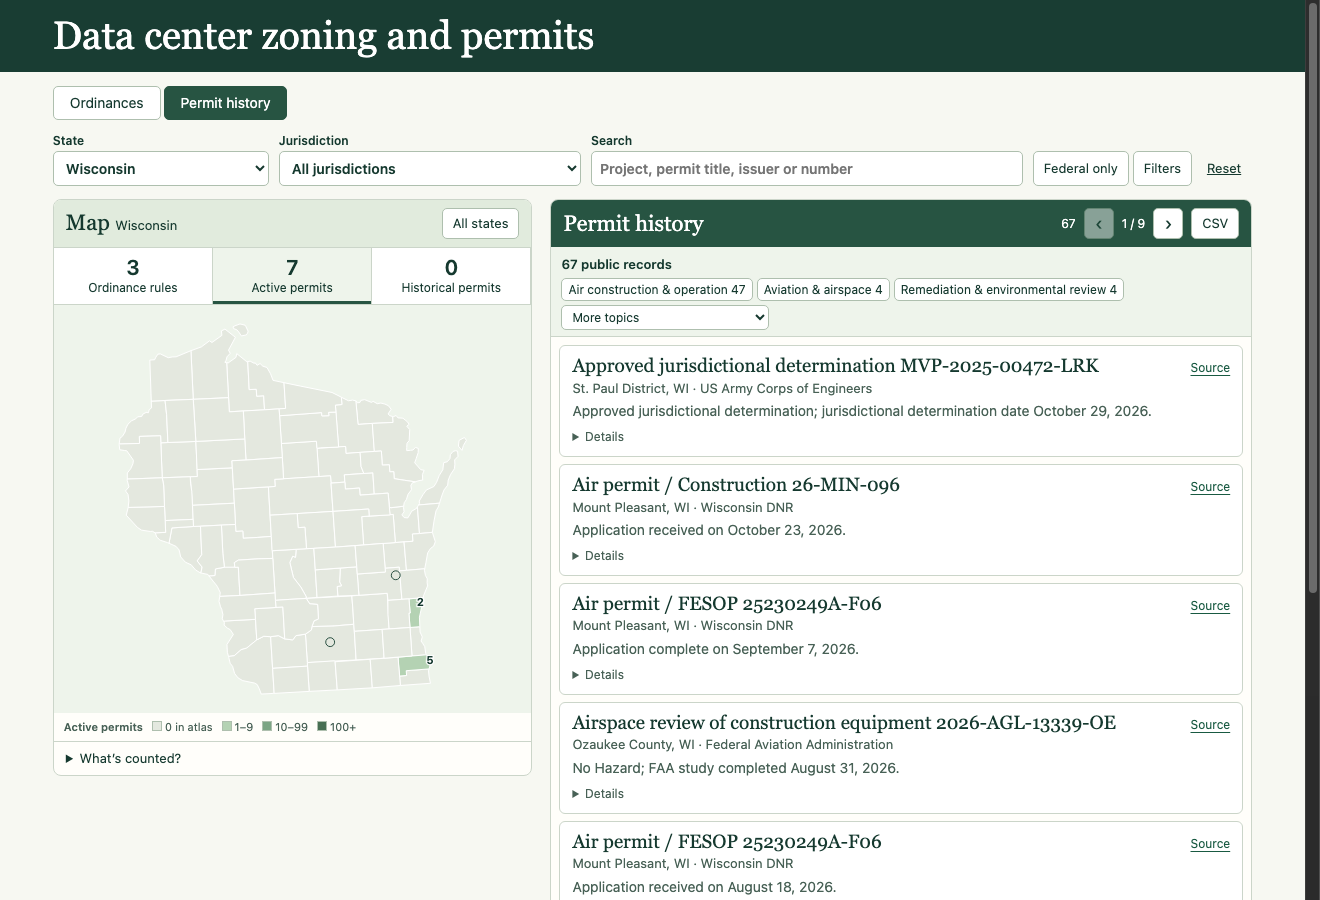 Data center zoning and permits
Ordinances
Permit history
State
Jurisdiction
Search
Wisconsin
All jurisdictions
Project, permit title, issuer or number
Federal only
Filters
Reset
Map Wisconsin
All states
3
Ordinance rules
7
Active permits
0
Historical permits
2
5
Active permits 0 in atlas 1–9 10–99 100+
▶ What's counted?
Permit history
67 ‹ 1 / 9 › CSV
67 public records
Air construction & operation 47
Aviation & airspace 4
Remediation & environmental review 4
More topics
Approved jurisdictional determination MVP-2025-00472-LRK
Source
St. Paul District, WI · US Army Corps of Engineers
Approved jurisdictional determination; jurisdictional determination date October 29, 2026.
▶ Details
Air permit / Construction 26-MIN-096
Source
Mount Pleasant, WI · Wisconsin DNR
Application received on October 23, 2026.
▶ Details
Air permit / FESOP 25230249A-F06
Source
Mount Pleasant, WI · Wisconsin DNR
Application complete on September 7, 2026.
▶ Details
Airspace review of construction equipment 2026-AGL-13339-OE
Source
Ozaukee County, WI · Federal Aviation Administration
No Hazard; FAA study completed August 31, 2026.
▶ Details
Air permit / FESOP 25230249A-F06
Source
Mount Pleasant, WI · Wisconsin DNR
Application received on August 18, 2026.